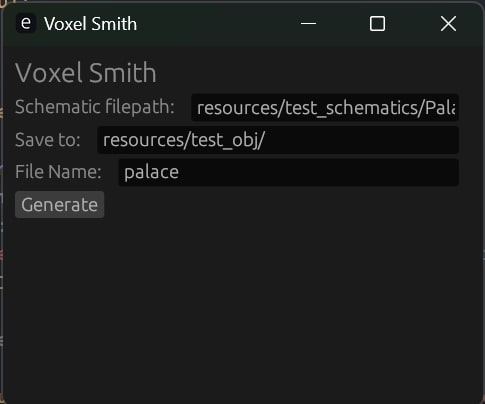 e Voxel Smith
Voxel Smith
Schematic filepath: resources/test_schematics/Pala
Save to: resources/test_obj/
File Name: palace
Generate